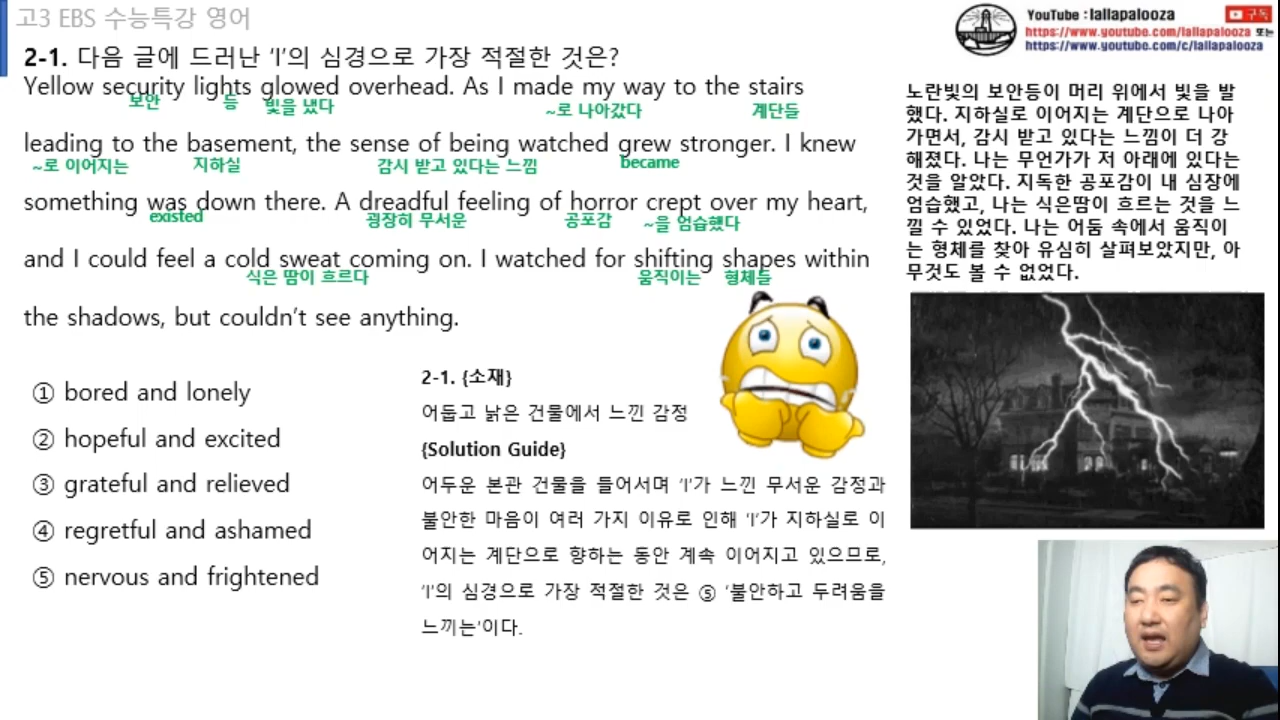 고3 EBS 수능특강 영어
YouTube : lallapalooza
구독
https://www.youtube.com/lallapalooza 또는
https://www.youtube.com/c/lallapalooza
2-1. 다음 글에 드러난 ‘I’의 심경으로 가장 적절한 것은?
Yellow security lights glowed overhead. As I made my way to the stairs
보안 등 빛을 냈다 ~로 나아갔다 계단들
leading to the basement, the sense of being watched grew stronger. I knew
~로 이어지는 지하실 감시 받고 있다는 느낌 became
something was down there. A dreadful feeling of horror crept over my heart,
existed 굉장히 무서운 공포감 ~을 엄습했다
and I could feel a cold sweat coming on. I watched for shifting shapes within
식은 땀이 흐르다 움직이는 형체들
the shadows, but couldn’t see anything.
노란빛의 보안등이 머리 위에서 빛을 발
했다. 지하실로 이어지는 계단으로 나아
가면서, 감시 받고 있다는 느낌이 더 강
해졌다. 나는 무언가가 저 아래에 있다는
것을 알았다. 지독한 공포감이 내 심장에
엄습했고, 나는 식은땀이 흐르는 것을 느
낄 수 있었다. 나는 어둠 속에서 움직이
는 형체를 찾아 유심히 살펴보았지만, 아
무것도 볼 수 없었다.
① bored and lonely
② hopeful and excited
③ grateful and relieved
④ regretful and ashamed
⑤ nervous and frightened
2-1. {소재}
어둡고 낡은 건물에서 느낀 감정
{Solution Guide}
어두운 본관 건물을 들어서며 ‘I’가 느낀 무서운 감정과
불안한 마음이 여러 가지 이유로 인해 ‘I’가 지하실로 이
어지는 계단으로 향하는 동안 계속 이어지고 있으므로,
‘I’의 심경으로 가장 적절한 것은 ⑤ ‘불안하고 두려움을
느끼는’이다.